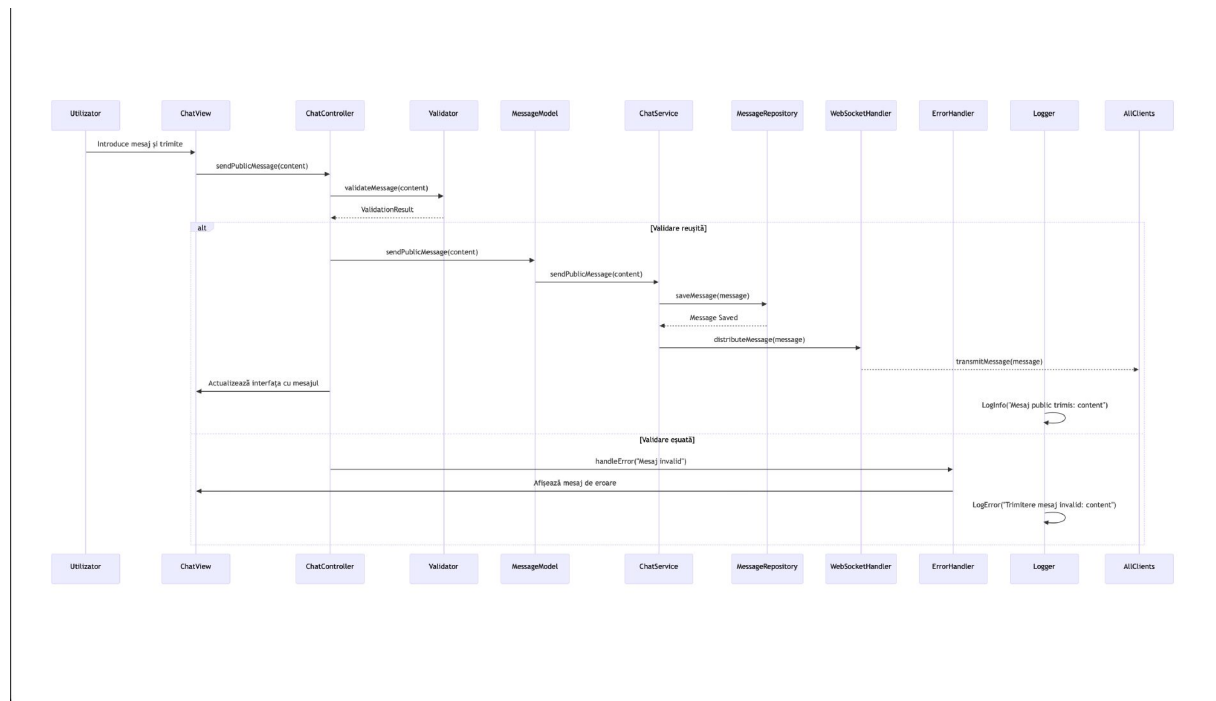 Utilizator ChatView ChatController Validator MessageModel ChatService MessageRepository WebSocketHandler ErrorHandler Logger AllClients
Introduce mesaj și trimite
sendPublicMessage(content)
validateMessage(content)
ValidationResult
alt [Validare reușită]
sendPublicMessage(content)
sendPublicMessage(content)
saveMessage(message)
Message Saved
distributeMessage(message)
transmitMessage(message)
Actualizează interfața cu mesajul
LogInfo("Mesaj public trimis: content")
[Validare eșuată]
handleError("Mesaj invalid")
Afișează mesaj de eroare
LogError("Trimitere mesaj invalid: content")
Utilizator ChatView ChatController Validator MessageModel ChatService MessageRepository WebSocketHandler ErrorHandler Logger AllClients